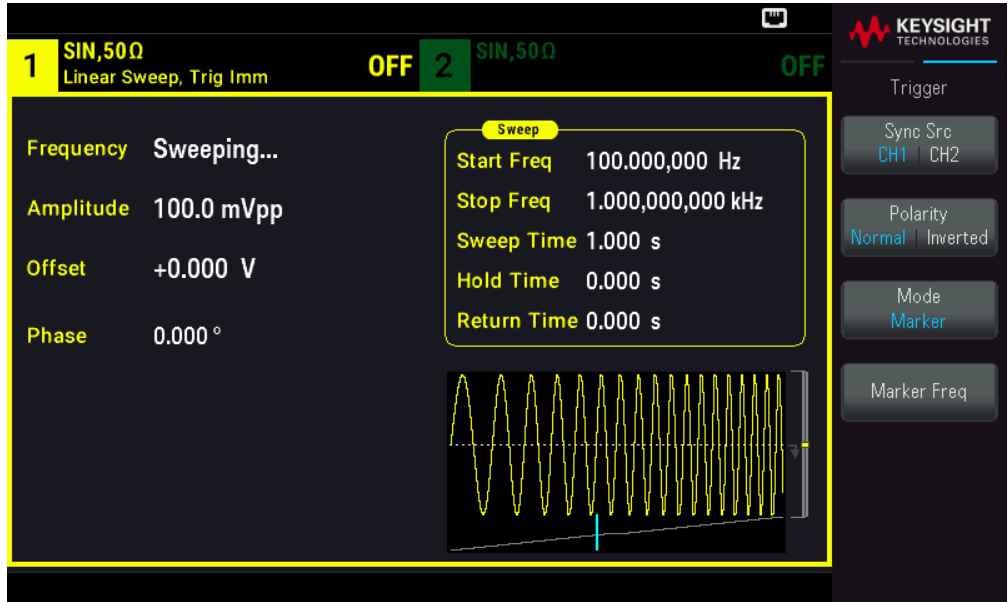 KEYSIGHT
TECHNOLOGIES
1
SIN,50Ω
Linear Sweep, Trig Imm
OFF
2
SIN,50Ω
OFF
Trigger
Frequency Sweeping...
Amplitude 100.0 mVpp
Offset +0.000 V
Phase 0.000 °
Sweep
Start Freq 100.000,000 Hz
Stop Freq 1.000,000,000 kHz
Sweep Time 1.000 s
Hold Time 0.000 s
Return Time 0.000 s
Sync Src
CH1 | CH2
Polarity
Normal | Inverted
Mode
Marker
Marker Freq